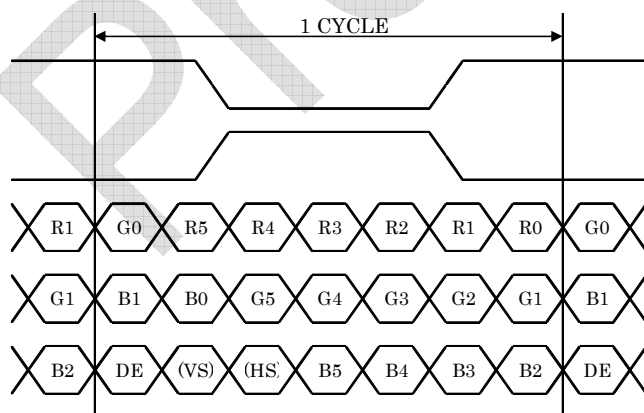 1 CYCLE
R1 G0 R5 R4 R3 R2 R1 R0 G0
G1 B1 B0 G5 G4 G3 G2 G1 B1
B2 DE (VS) (HS) B5 B4 B3 B2 DE